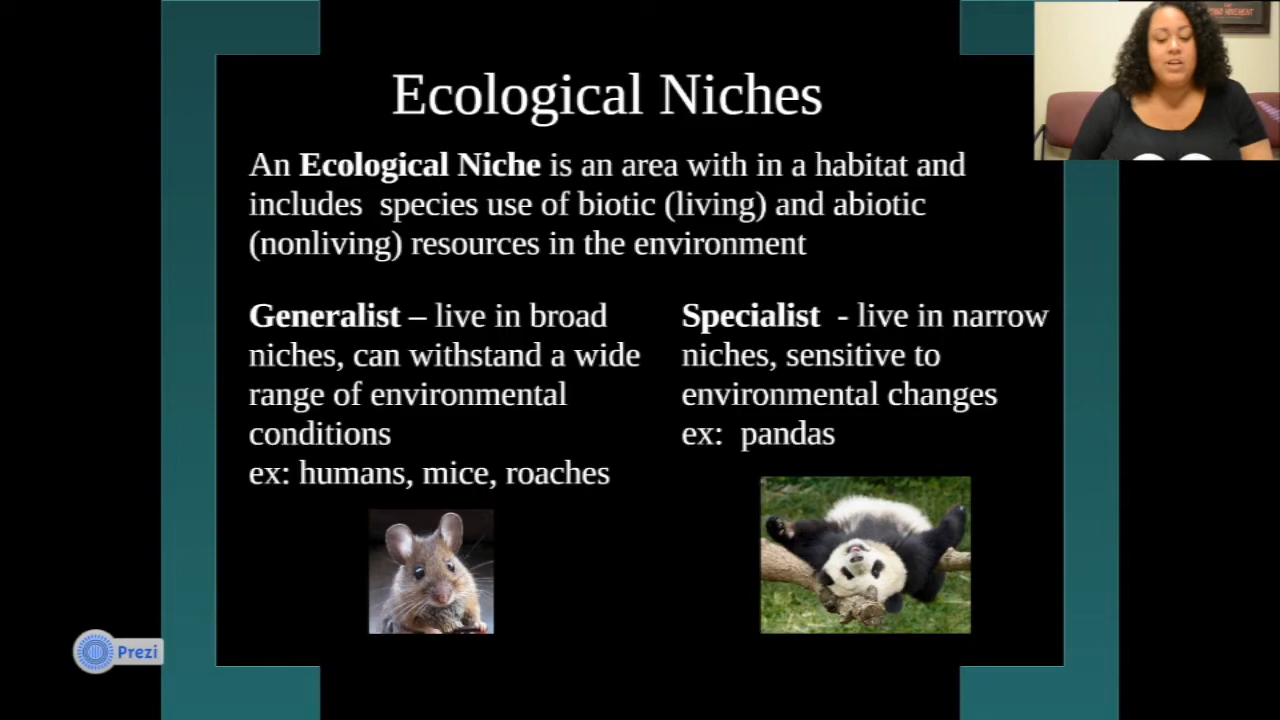 Ecological Niches
An Ecological Niche is an area with in a habitat and
includes  species use of biotic (living) and abiotic
(nonliving) resources in the environment
Generalist – live in broad
niches, can withstand a wide
range of environmental
conditions
ex: humans, mice, roaches
Specialist  - live in narrow
niches, sensitive to
environmental changes
ex:  pandas
Prezi